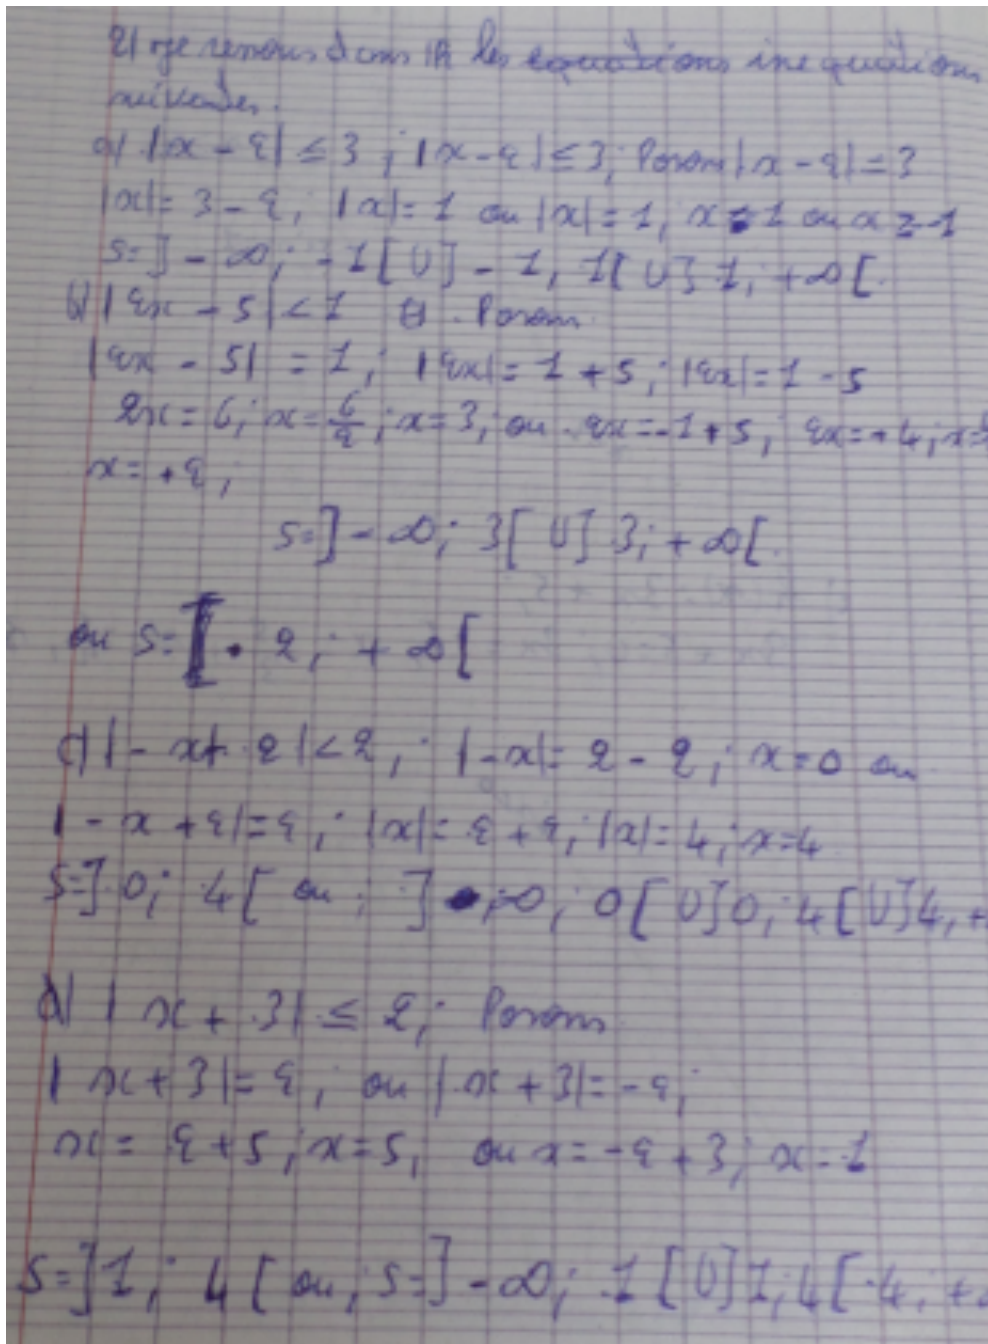 2) je resous dans IR les equations inequations
suivantes.
a) |x - 2| ≤ 3 ; |x - 2| ≤ 3; Posons |x - 2| = 3
|x| = 3 - 2, |x| = 1 ou |x| = 1, x = 1 ou x = -1
S=] - ∞; -1[ U] - 1, 1[ U] 1, +∞ [.
b) |2x - 5| < 1 Posons
|2x - 5| = 1, |2x| = 1 + 5; |2x| = 1 - 5
2x = 6; x = 6/2; x = 3; ou 2x = -1 + 5, 2x = +4; x =
x = +2;
S=] - ∞; 3[ U] 3; +∞[.
ou S=[ . 2; +∞ [
c) | - x + 2| < 2, |-x| = 2 - 2; x = 0 ou
| - x + 2| = 2; |x| = 2 + 2; |x| = 4; x = 4
S=] 0; 4[ ou ; ] ; 0[ U] 0; 4[ U] 4, +
d) | x + 3| ≤ 2; Posons
| x + 3| = 2; ou | x + 3| = -2;
x = 2 + 5; x = 5, ou x = -2 + 3; x = 1
S=] 1; 4[ ou ; S=] - ∞; 1[ U] 1; 4[ 4; +